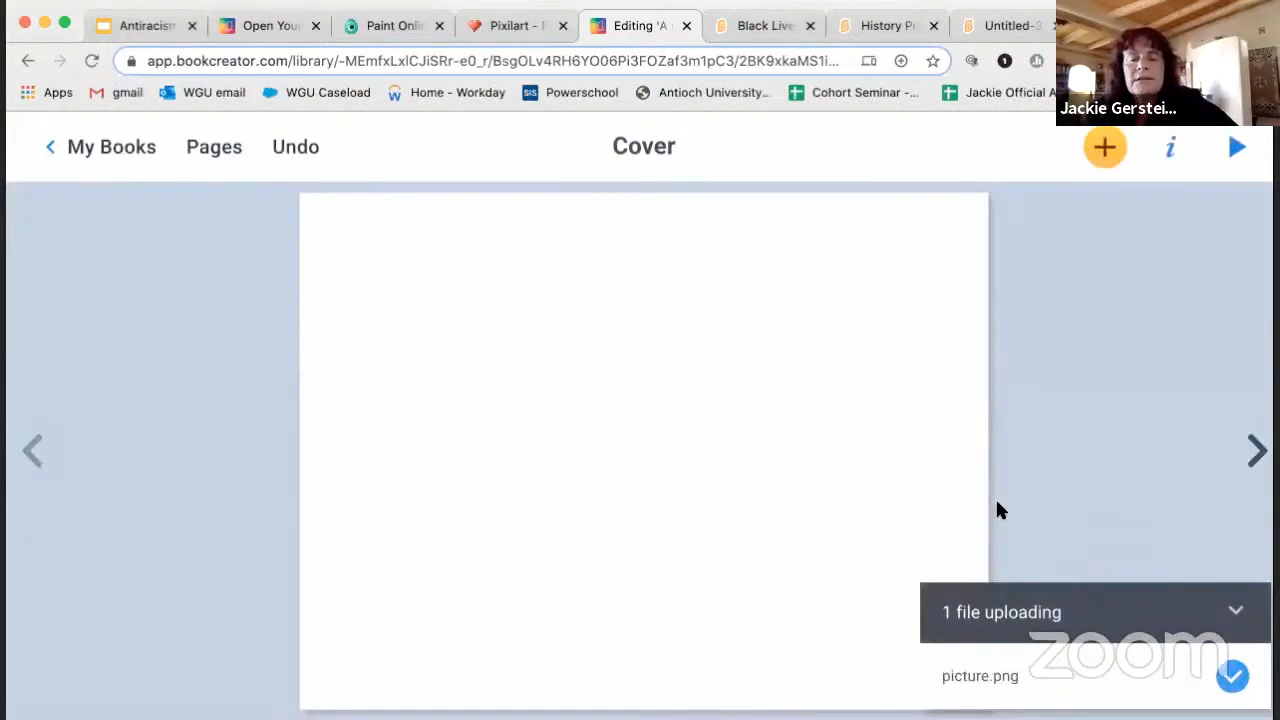 Antiracism
Open You
Paint Onlin
Pixilart - F
Editing 'A
Black Live
History P
Untitled-3
app.bookcreator.com/library/-MEmfxLxlCJiSRr-e0_r/BsgOLv4RH6YO06Pi3FOZaf3m1pC3/2BK9xkaMS1i...
Apps
gmail
WGU email
WGU Caseload
Home - Workday
SIS
Powerschool
Antioch University...
Cohort Seminar -...
Jackie Official A
Jackie Gerstei...
My Books
Pages
Undo
Cover
1 file uploading
picture.png
zoom